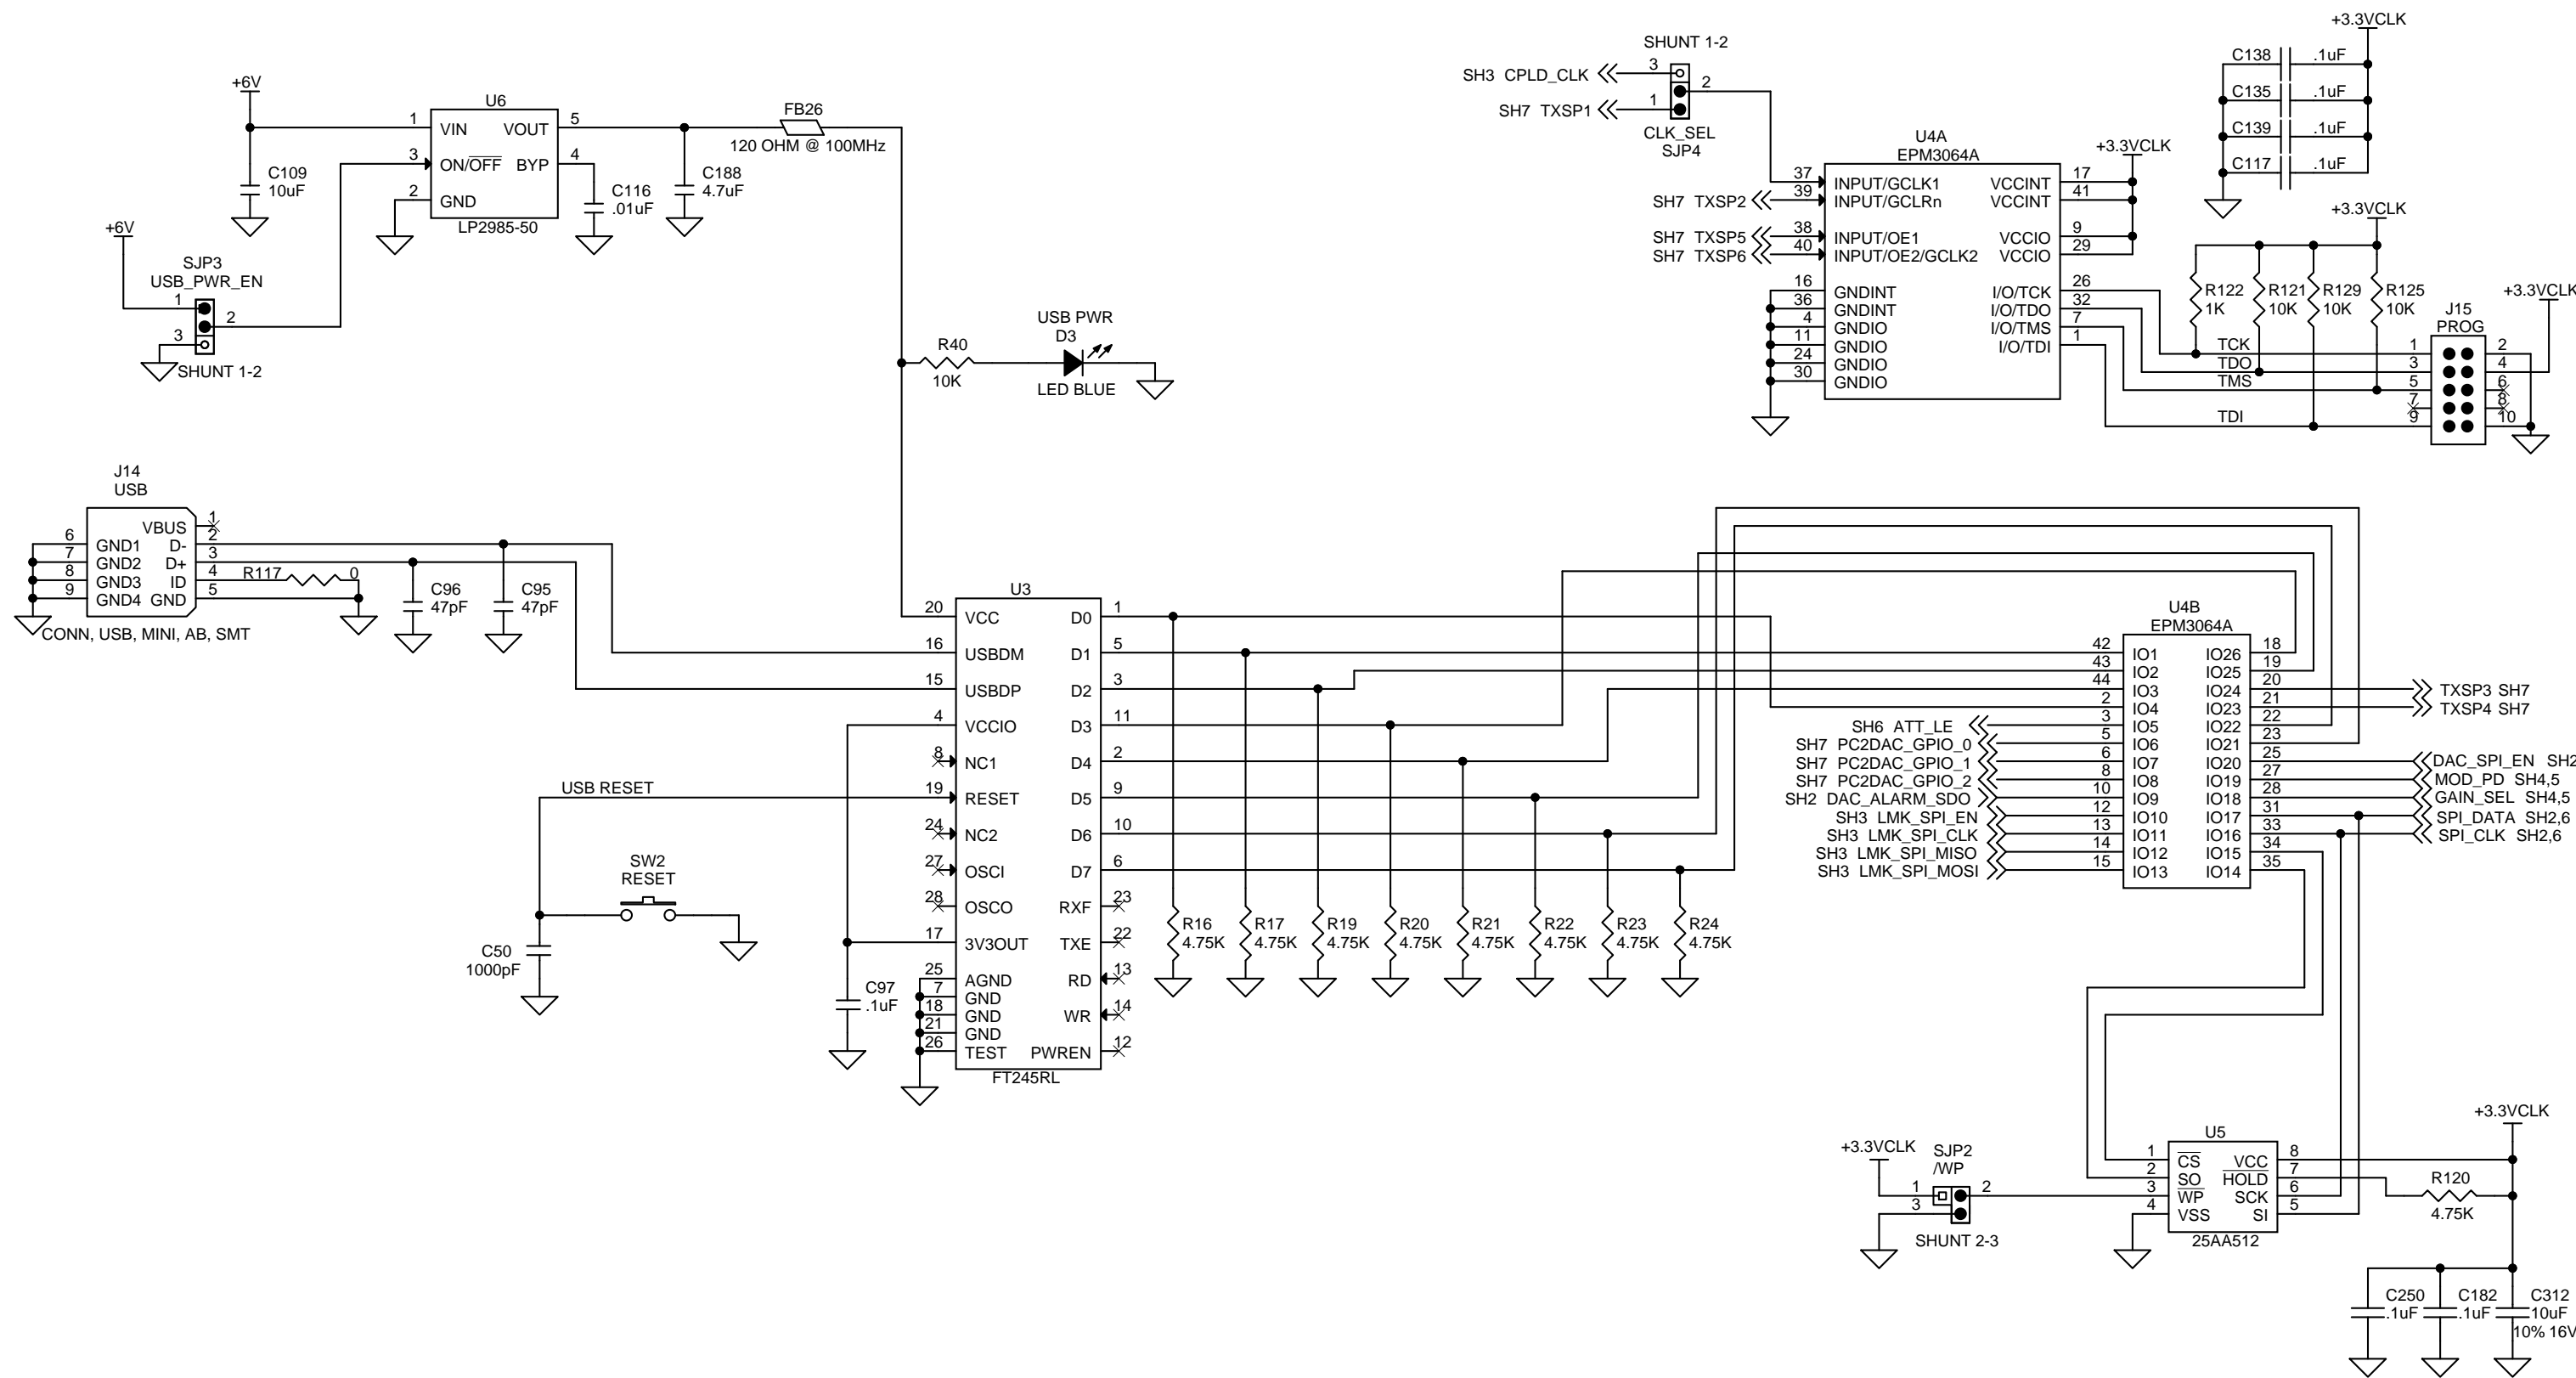 +6V
U6
1
VIN
VOUT
5
3
ON/OFF
BYP
4
2
GND
LP2985-50
C109
10uF
C116
.01uF
C188
4.7uF
FB26
120 OHM @ 100MHz
+6V
SJP3
USB_PWR_EN
1
2
3
SHUNT 1-2
R40
10K
USB PWR
D3
LED BLUE
SHUNT 1-2
SH3 CPLD_CLK
3
2
SH7 TXSP1
1
CLK_SEL
SJP4
U4A
EPM3064A
37
INPUT/GCLK1
SH7 TXSP2
39
INPUT/GCLRn
SH7 TXSP5
38
INPUT/OE1
SH7 TXSP6
40
INPUT/OE2/GCLK2
16
GNDINT
36
GNDINT
4
GNDIO
11
GNDIO
24
GNDIO
30
GNDIO
+3.3VCLK
VCCINT
17
VCCINT
41
VCCIO
9
VCCIO
29
I/O/TCK
26
I/O/TDO
32
I/O/TMS
7
I/O/TDI
1
+3.3VCLK
C138
.1uF
C135
.1uF
C139
.1uF
C117
.1uF
+3.3VCLK
R122
1K
R121
10K
R129
10K
R125
10K
+3.3VCLK
J15
PROG
TCK
1
2
TDO
3
4
TMS
5
6
7
8
TDI
9
10
J14
USB
VBUS
1
6
GND1
D-
2
7
GND2
D+
3
8
GND3
ID
4
R117
0
9
GND4
GND
5
CONN, USB, MINI, AB, SMT
C96
47pF
C95
47pF
U3
20
VCC
D0
1
16
USBDM
D1
5
15
USBDP
D2
3
4
VCCIO
D3
11
8
NC1
D4
2
USB RESET
19
RESET
D5
9
24
NC2
D6
10
27
OSCI
D7
6
28
OSCO
RXF
23
17
3V3OUT
TXE
22
25
AGND
RD
13
7
GND
18
GND
WR
14
21
GND
26
TEST
PWREN
12
FT245RL
SW2
RESET
C50
1000pF
C97
.1uF
R16
4.75K
R17
4.75K
R19
4.75K
R20
4.75K
R21
4.75K
R22
4.75K
R23
4.75K
R24
4.75K
U4B
EPM3064A
42
IO1
IO26
18
43
IO2
IO25
19
44
IO3
IO24
20
TXSP3 SH7
2
IO4
IO23
21
TXSP4 SH7
SH6 ATT_LE
3
IO5
IO22
22
SH7 PC2DAC_GPIO_0
5
IO6
IO21
23
SH7 PC2DAC_GPIO_1
6
IO7
IO20
25
DAC_SPI_EN SH2
SH7 PC2DAC_GPIO_2
8
IO8
IO19
27
MOD_PD SH4,5
SH2 DAC_ALARM_SDO
10
IO9
IO18
28
GAIN_SEL SH4,5
SH3 LMK_SPI_EN
12
IO10
IO17
31
SPI_DATA SH2,6
SH3 LMK_SPI_CLK
13
IO11
IO16
33
SPI_CLK SH2,6
SH3 LMK_SPI_MISO
14
IO12
IO15
34
SH3 LMK_SPI_MOSI
15
IO13
IO14
35
+3.3VCLK
SJP2
/WP
1
2
3
SHUNT 2-3
U5
1
CS
VCC
8
2
SO
HOLD
7
3
WP
SCK
6
4
VSS
SI
5
25AA512
+3.3VCLK
R120
4.75K
C250
.1uF
C182
.1uF
C312
10uF
10% 16V